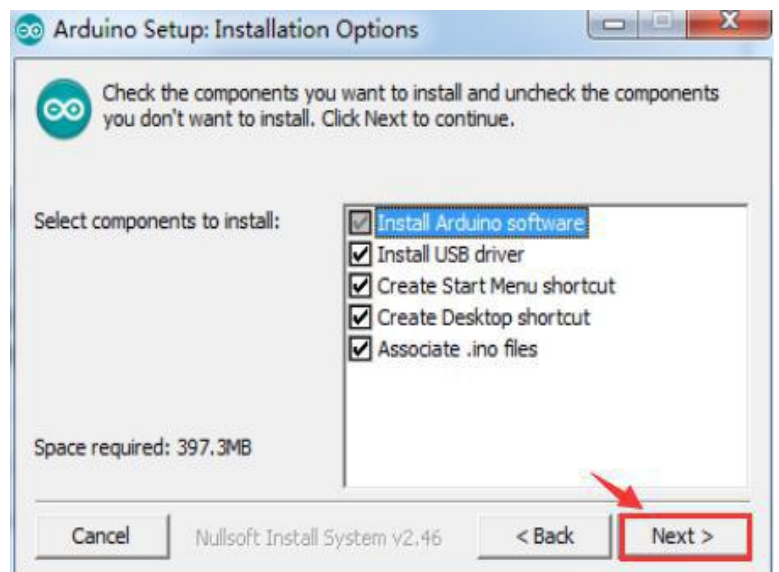 Arduino Setup: Installation Options
Check the components you want to install and uncheck the components
you don't want to install. Click Next to continue.
Select components to install:
Install Arduino software
Install USB driver
Create Start Menu shortcut
Create Desktop shortcut
Associate .ino files
Space required: 397.3MB
Cancel
Nullsoft Install System v2.46
< Back
Next >